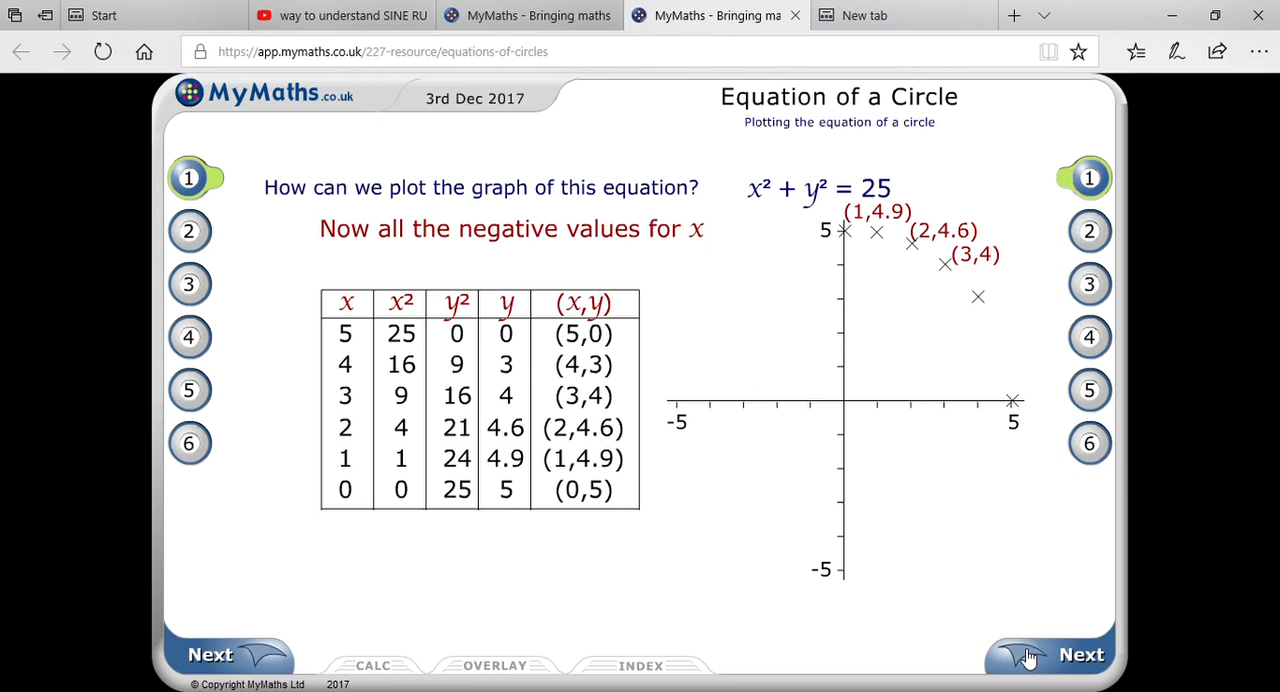 Start
way to understand SINE RU
MyMaths - Bringing maths
MyMaths - Bringing ma
New tab
https://app.mymaths.co.uk/227-resource/equations-of-circles
MyMaths.co.uk
3rd Dec 2017
Equation of a Circle
Plotting the equation of a circle
How can we plot the graph of this equation?
x² + y² = 25
Now all the negative values for x
x x² y² y (x,y)
5 25 0 0 (5,0)
4 16 9 3 (4,3)
3 9 16 4 (3,4)
2 4 21 4.6 (2,4.6)
1 1 24 4.9 (1,4.9)
0 0 25 5 (0,5)
(1,4.9)
5
(2,4.6)
(3,4)
-5
5
-5
1
2
3
4
5
6
1
2
3
4
5
6
Next
CALC
OVERLAY
INDEX
Next
© Copyright MyMaths Ltd 2017